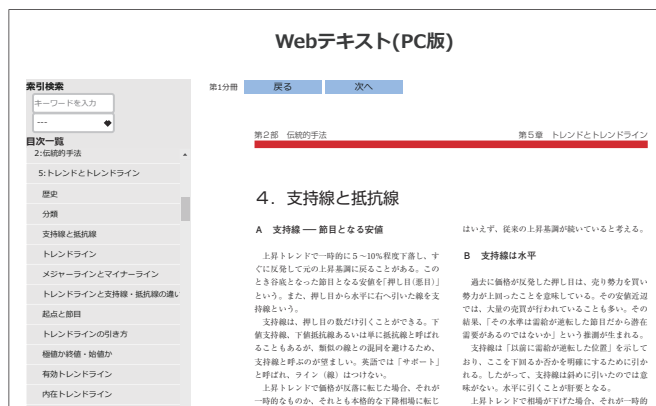 Webテキスト(PC版)
索引検索
キーワードを入力
---
目次一覧
2:伝統的手法
5:トレンドとトレンドライン
歴史
分類
支持線と抵抗線
トレンドライン
メジャーラインとマイナーライン
トレンドラインと支持線・抵抗線の違い
起点と節目
トレンドラインの引き方
極値か終値・始値か
有効トレンドライン
内在トレンドライン
第1分冊
戻る
次へ
第2部 伝統的手法
第5章 トレンドとトレンドライン
4．支持線と抵抗線
A 支持線 ── 節目となる安値
上昇トレンドで一時的に5～10%程度下落し、す
ぐに反発して元の上昇基調に戻ることがある。この
とき谷底となった節目となる安値を「押し目(悪目)」
という。また、押し目から水平に右へ引いた線を支
持線という。
支持線は、押し目の数だけ引くことができる。下
値支持線、下値抵抗線あるいは単に抵抗線と呼ばれ
ることもあるが、類似の線との混同を避けるため、
支持線と呼ぶのが望ましい。英語では「サポート」
と呼ばれ、ライン（線）はつけない。
上昇トレンドで価格が反落に転じた場合、それが
一時的なものか、それとも本格的な下降相場に転じ
はいえず、従来の上昇基調が続いていると考える。
B 支持線は水平
過去に価格が反発した押し目は、売り勢力を買い
勢力が上回ったことを意味している。その安値近辺
では、大量の売買が行われていることも多い。その
結果、「その水準は需給が逆転した節目だから潜在
需要があるのではないか」という推測が生まれる。
支持線は「以前に需給が逆転した位置」を示して
おり、ここを下回るか否かを明確にするために引か
れる。したがって、支持線は斜めに引いたのでは意
味がない。水平に引くことが肝要となる。
上昇トレンドで相場が下げた場合、それが一時的